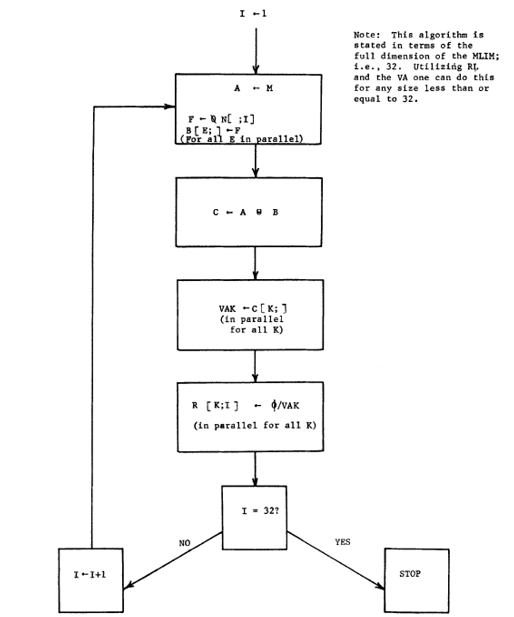 I ←1
Note: This algorithm is
stated in terms of the
full dimension of the MLIM;
i.e., 32. Utilizing RL
and the VA one can do this
for any size less than or
equal to 32.
A ← M
F ← ⍉ N[ ;I]
B[E; ] ←F
(For all E in parallel)
C ← A ⊖ B
VAK ←C[K; ]
(in parallel
for all K)
R [K;I ] ← ϕ/VAK
(in parallel for all K)
I = 32?
NO
YES
I←I+1
STOP